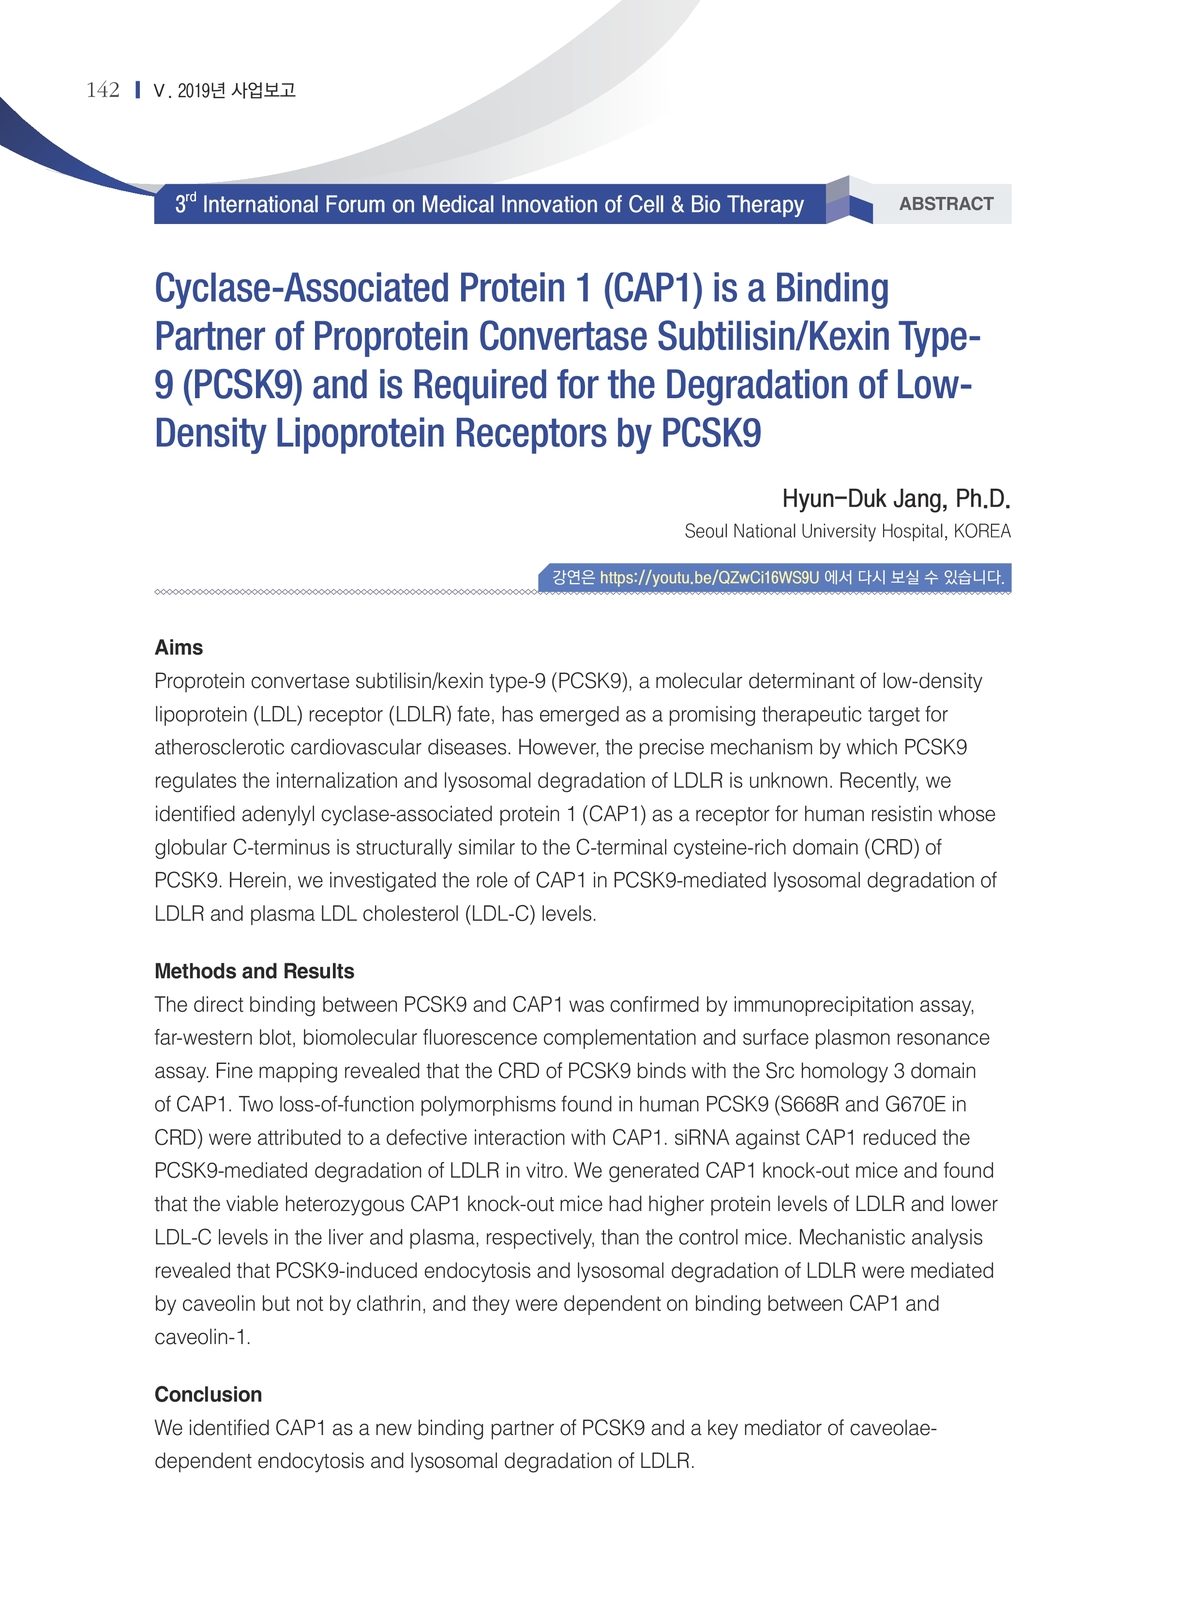 142 V. 2019년 사업보고
3rd International Forum on Medical Innovation of Cell & Bio Therapy
ABSTRACT
Cyclase-Associated Protein 1 (CAP1) is a Binding
Partner of Proprotein Convertase Subtilisin/Kexin Type-
9 (PCSK9) and is Required for the Degradation of Low-
Density Lipoprotein Receptors by PCSK9
Hyun-Duk Jang, Ph.D.
Seoul National University Hospital, KOREA
강연은 https://youtu.be/QZwCi16WS9U 에서 다시 보실 수 있습니다.
Aims
Proprotein convertase subtilisin/kexin type-9 (PCSK9), a molecular determinant of low-density
lipoprotein (LDL) receptor (LDLR) fate, has emerged as a promising therapeutic target for
atherosclerotic cardiovascular diseases. However, the precise mechanism by which PCSK9
regulates the internalization and lysosomal degradation of LDLR is unknown. Recently, we
identified adenylyl cyclase-associated protein 1 (CAP1) as a receptor for human resistin whose
globular C-terminus is structurally similar to the C-terminal cysteine-rich domain (CRD) of
PCSK9. Herein, we investigated the role of CAP1 in PCSK9-mediated lysosomal degradation of
LDLR and plasma LDL cholesterol (LDL-C) levels.
Methods and Results
The direct binding between PCSK9 and CAP1 was confirmed by immunoprecipitation assay,
far-western blot, biomolecular fluorescence complementation and surface plasmon resonance
assay. Fine mapping revealed that the CRD of PCSK9 binds with the Src homology 3 domain
of CAP1. Two loss-of-function polymorphisms found in human PCSK9 (S668R and G670E in
CRD) were attributed to a defective interaction with CAP1. siRNA against CAP1 reduced the
PCSK9-mediated degradation of LDLR in vitro. We generated CAP1 knock-out mice and found
that the viable heterozygous CAP1 knock-out mice had higher protein levels of LDLR and lower
LDL-C levels in the liver and plasma, respectively, than the control mice. Mechanistic analysis
revealed that PCSK9-induced endocytosis and lysosomal degradation of LDLR were mediated
by caveolin but not by clathrin, and they were dependent on binding between CAP1 and
caveolin-1.
Conclusion
We identified CAP1 as a new binding partner of PCSK9 and a key mediator of caveolae-
dependent endocytosis and lysosomal degradation of LDLR.